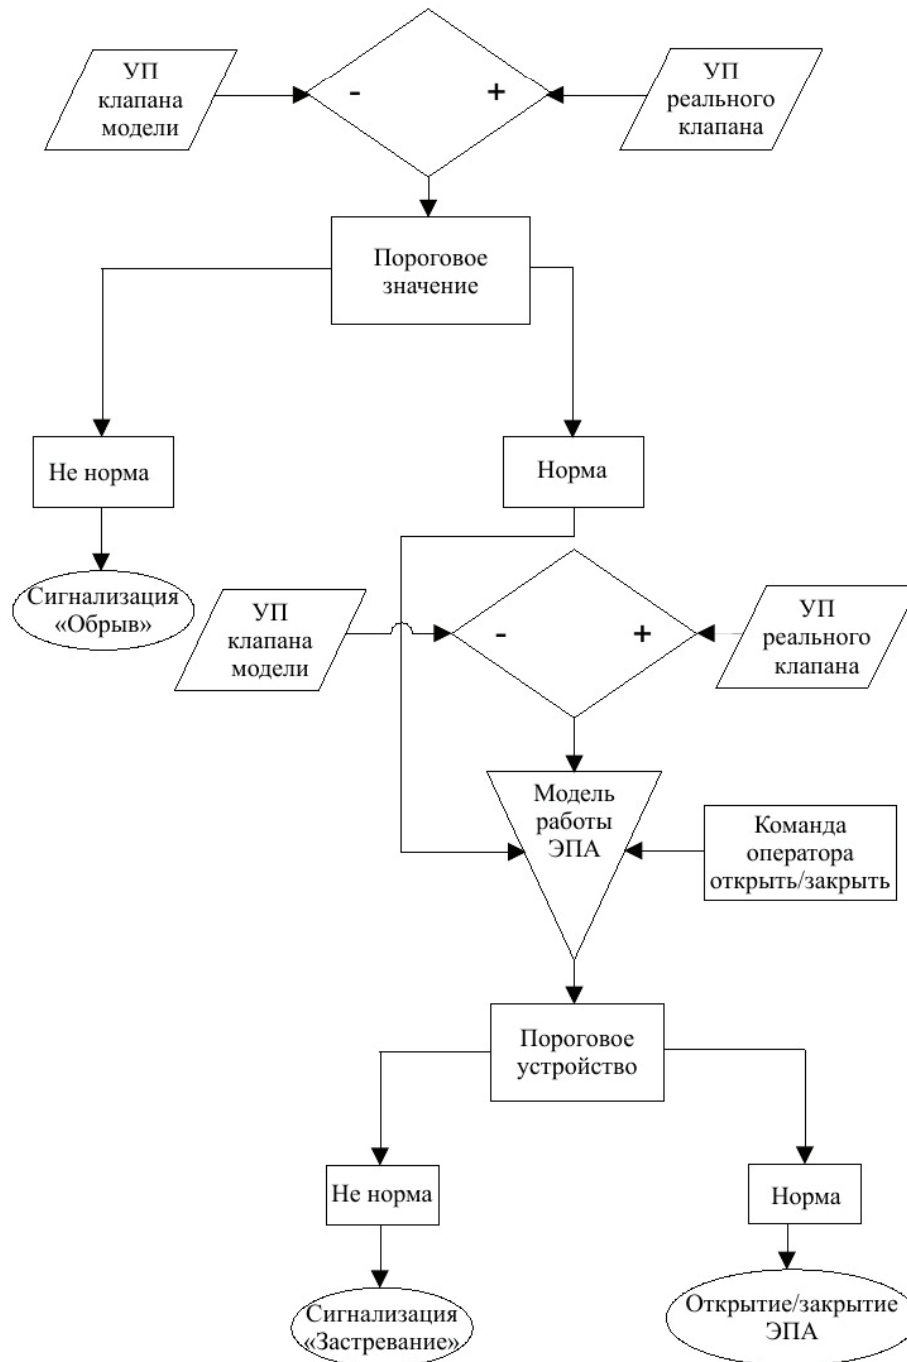 УП
клапана
модели
-
+
УП
реального
клапана
Пороговое
значение
Не норма
Норма
Сигнализация
«Обрыв»
УП
клапана
модели
-
+
УП
реального
клапана
Модель
работы
ЭПА
Команда
оператора
открыть/закрыть
Пороговое
устройство
Не норма
Норма
Сигнализация
«Застревание»
Открытие/закрытие
ЭПА